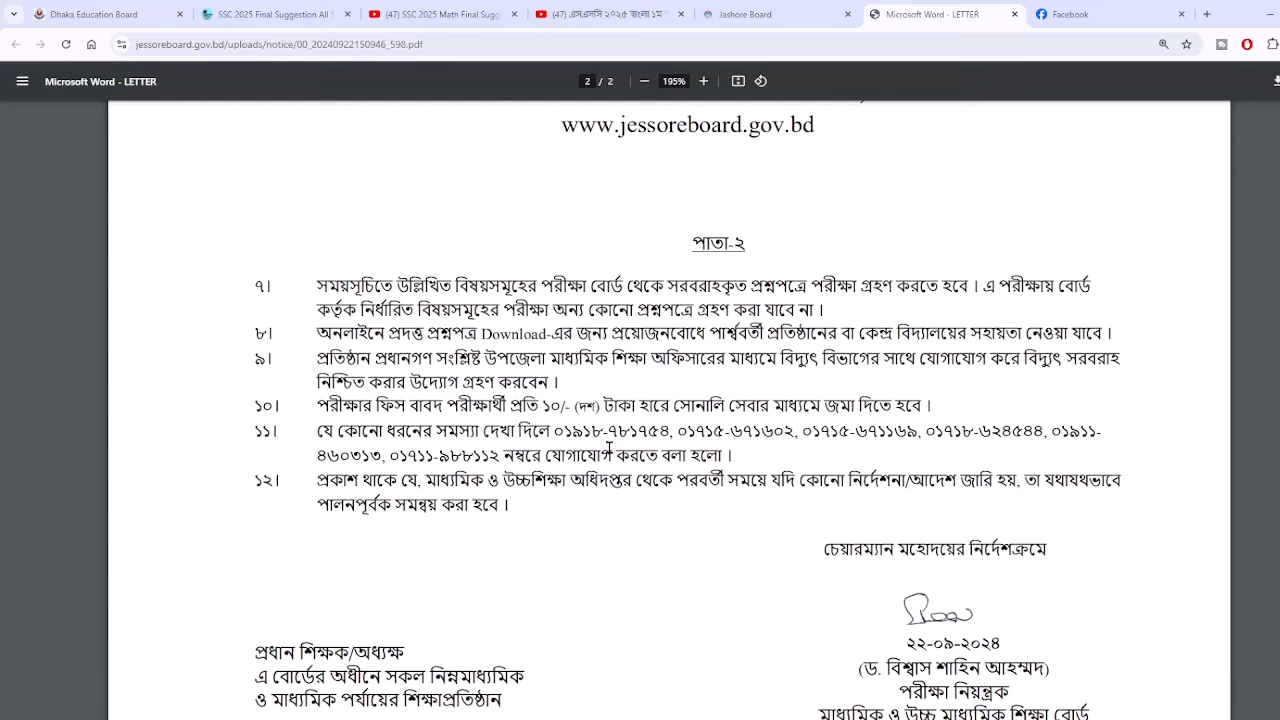 Dhaka Education Board
SSC 2025 Final Suggestion All S
(47) SSC 2025 Math Final Sugg
(47) এসএসসি ২০২৫ বাংলা ১ম
Jashore Board
Microsoft Word - LETTER
Facebook
jessoreboard.gov.bd/uploads/notice/00_20240922150946_598.pdf
Microsoft Word - LETTER
2 / 2
195%
www.jessoreboard.gov.bd
পাতা-২
৭। সময়সূচিতে উল্লিখিত বিষয়সমূহের পরীক্ষা বোর্ড থেকে সরবরাহকৃত প্রশ্নপত্রে পরীক্ষা গ্রহণ করতে হবে। এ পরীক্ষায় বোর্ড
কর্তৃক নির্ধারিত বিষয়সমূহের পরীক্ষা অন্য কোনো প্রশ্নপত্রে গ্রহণ করা যাবে না।
৮। অনলাইনে প্রদত্ত প্রশ্নপত্র Download-এর জন্য প্রয়োজনবোধে পার্শ্ববর্তী প্রতিষ্ঠানের বা কেন্দ্র বিদ্যালয়ের সহায়তা নেওয়া যাবে।
৯। প্রতিষ্ঠান প্রধানগণ সংশ্লিষ্ট উপজেলা মাধ্যমিক শিক্ষা অফিসারের মাধ্যমে বিদ্যুৎ বিভাগের সাথে যোগাযোগ করে বিদ্যুৎ সরবরাহ
নিশ্চিত করার উদ্যোগ গ্রহণ করবেন।
১০। পরীক্ষার ফিস বাবদ পরীক্ষার্থী প্রতি ১০/- (দশ) টাকা হারে সোনালি সেবার মাধ্যমে জমা দিতে হবে।
১১। যে কোনো ধরনের সমস্যা দেখা দিলে ০১৯১৮-৭৮১৭৫৪, ০১৭১৫-৬৭১৬০২, ০১৭১৫-৬৭১১৬৯, ০১৭১৮-৬২৪৫৪৪, ০১৯১১-
৪৬০৩১৩, ০১৭১১-৯৮৮১১২ নম্বরে যোগাযোগ করতে বলা হলো।
১২। প্রকাশ থাকে যে, মাধ্যমিক ও উচ্চশিক্ষা অধিদপ্তর থেকে পরবর্তী সময়ে যদি কোনো নির্দেশনা/আদেশ জারি হয়, তা যথাযথভাবে
পালনপূর্বক সমন্বয় করা হবে।
চেয়ারম্যান মহোদয়ের নির্দেশক্রমে
২২-০৯-২০২৪
(ড. বিশ্বাস শাহিন আহম্মদ)
পরীক্ষা নিয়ন্ত্রক
মাধ্যমিক ও উচ্চ মাধ্যমিক শিক্ষা বোর্ড
প্রধান শিক্ষক/অধ্যক্ষ
এ বোর্ডের অধীনে সকল নিম্নমাধ্যমিক
ও মাধ্যমিক পর্যায়ের শিক্ষাপ্রতিষ্ঠান